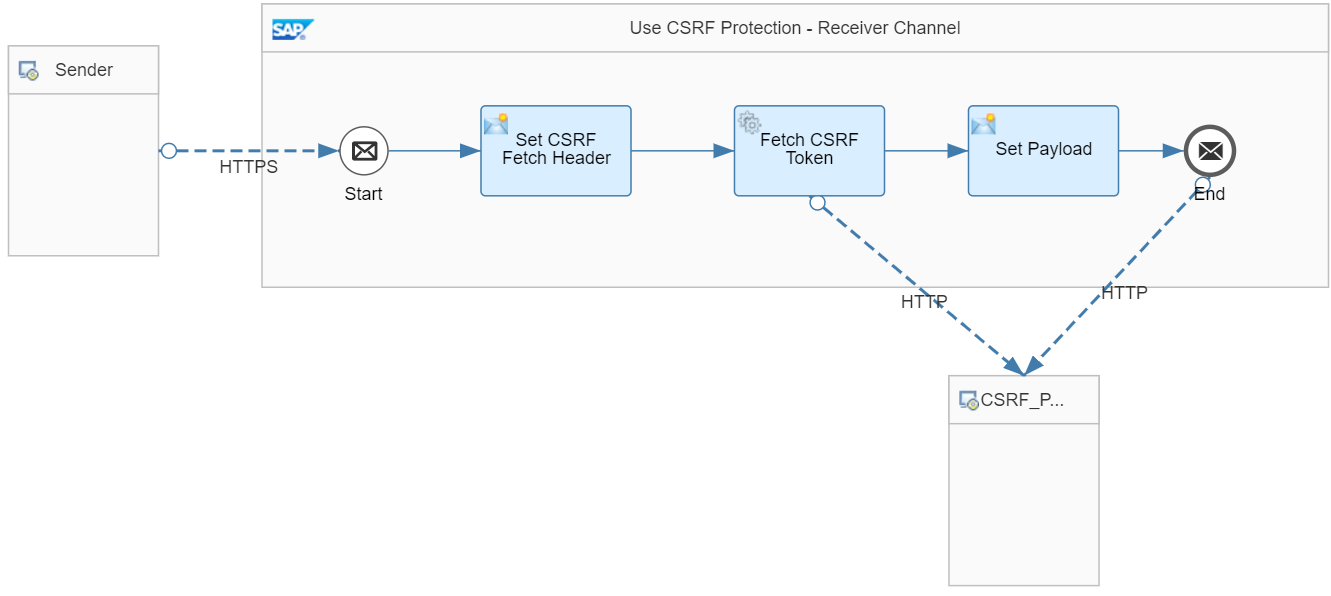 SAP
Use CSRF Protection - Receiver Channel
Sender
HTTPS
Start
Set CSRF
Fetch Header
Fetch CSRF
Token
Set Payload
End
HTTP
HTTP
CSRF_P...